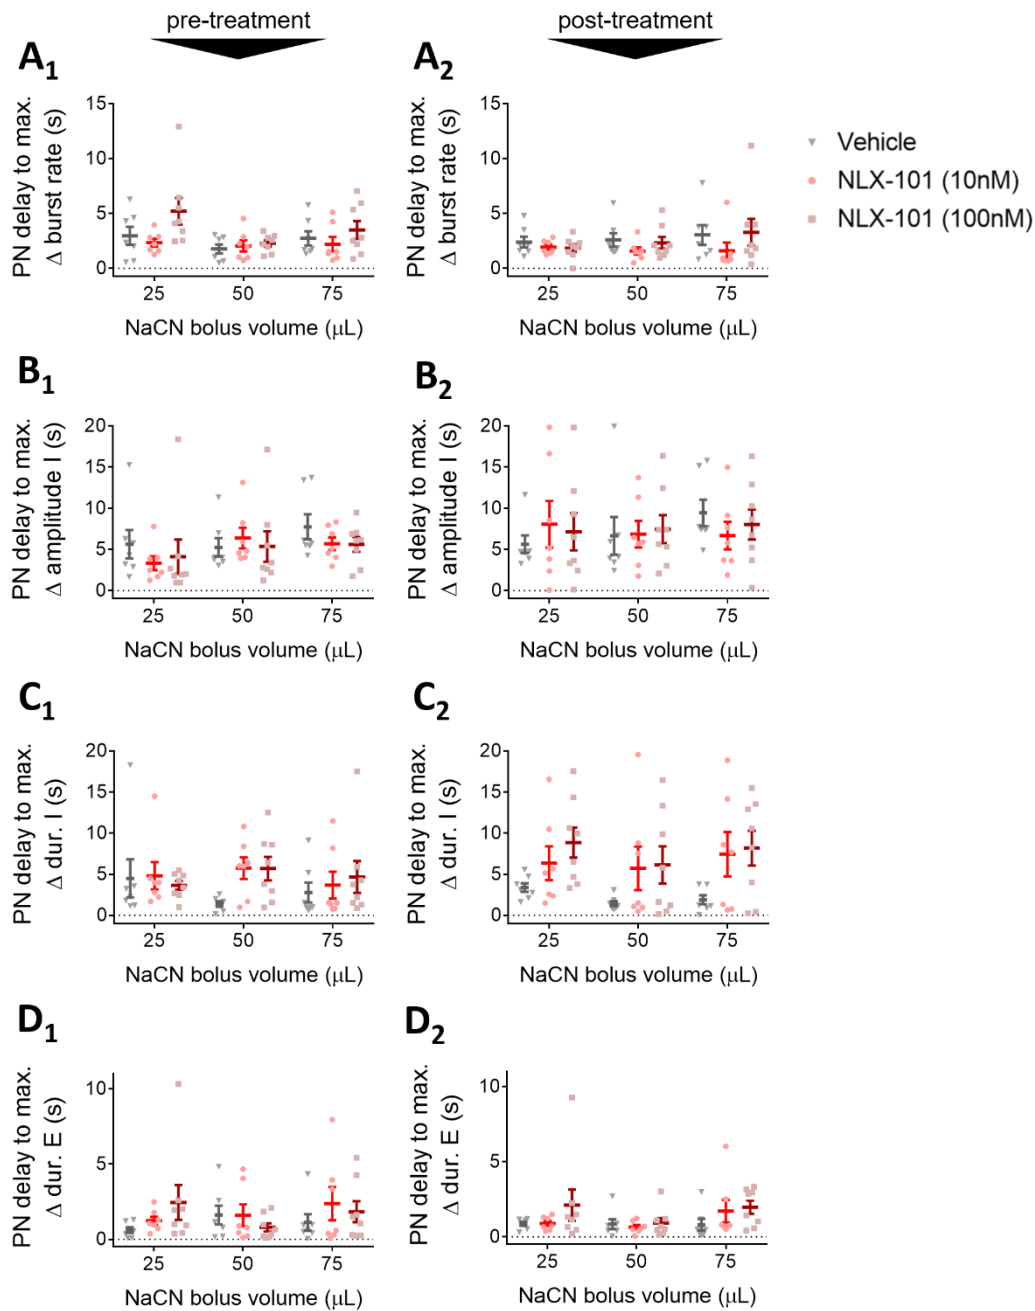 pre-treatment
post-treatment
A1
A2
PN delay to max.
Δ burst rate (s)
15
10
5
0
25
50
75
NaCN bolus volume (μL)
PN delay to max.
Δ burst rate (s)
15
10
5
0
25
50
75
NaCN bolus volume (μL)
Vehicle
NLX-101 (10nM)
NLX-101 (100nM)
B1
B2
PN delay to max.
Δ amplitude I (s)
20
15
10
5
0
25
50
75
NaCN bolus volume (μL)
PN delay to max.
Δ amplitude I (s)
20
15
10
5
0
25
50
75
NaCN bolus volume (μL)
C1
C2
PN delay to max.
Δ dur. I (s)
20
15
10
5
0
25
50
75
NaCN bolus volume (μL)
PN delay to max.
Δ dur. I (s)
20
15
10
5
0
25
50
75
NaCN bolus volume (μL)
D1
D2
PN delay to max.
Δ dur. E (s)
10
5
0
25
50
75
NaCN bolus volume (μL)
PN delay to max.
Δ dur. E (s)
10
5
0
25
50
75
NaCN bolus volume (μL)